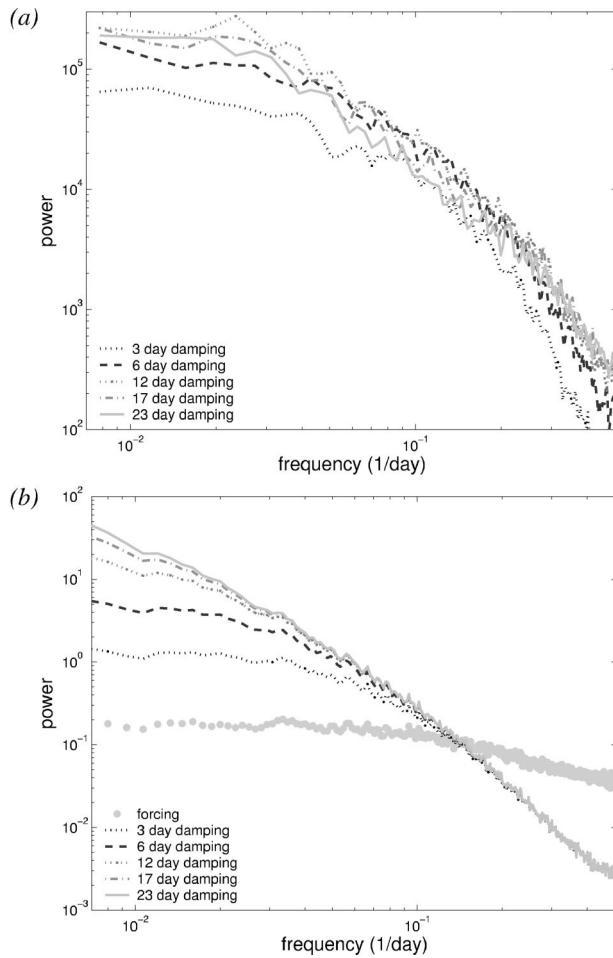 (a)
10^5
10^4
10^3
10^2
power
3 day damping
6 day damping
12 day damping
17 day damping
23 day damping
10^-2
10^-1
frequency (1/day)
(b)
10^2
10^1
10^0
10^-1
10^-2
10^-3
power
forcing
3 day damping
6 day damping
12 day damping
17 day damping
23 day damping
10^-2
10^-1
frequency (1/day)